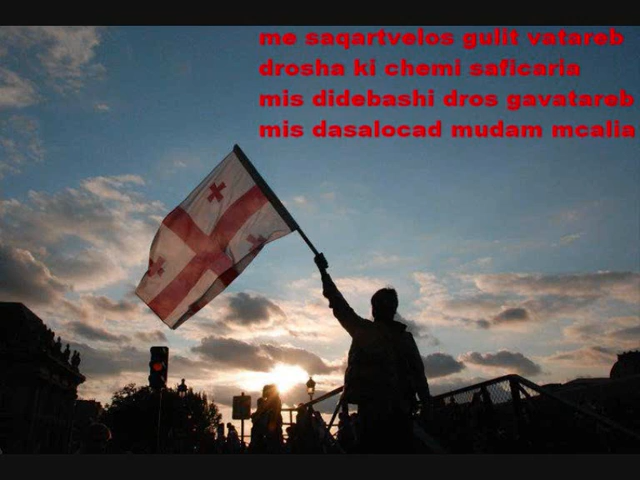 me saqartvelos gulit vatareb
drosha ki chemi saficaria
mis didebashi dros gavatareb
mis dasalocad mudam mcalia